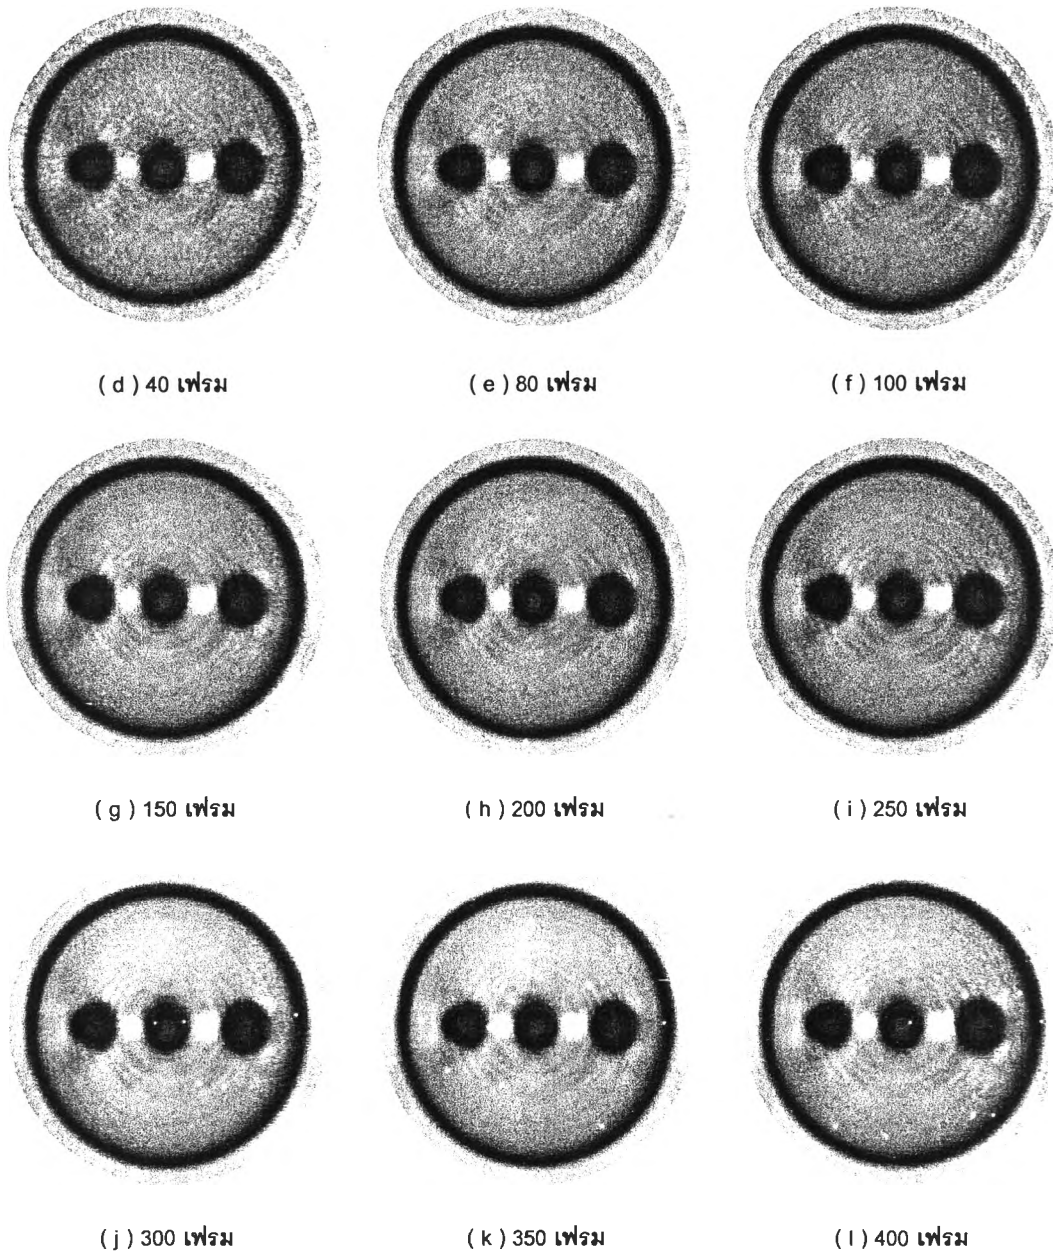 ( d ) 40 เฟรม
( e ) 80 เฟรม
( f ) 100 เฟรม
( g ) 150 เฟรม
( h ) 200 เฟรม
( i ) 250 เฟรม
( j ) 300 เฟรม
( k ) 350 เฟรม
( l ) 400 เฟรม